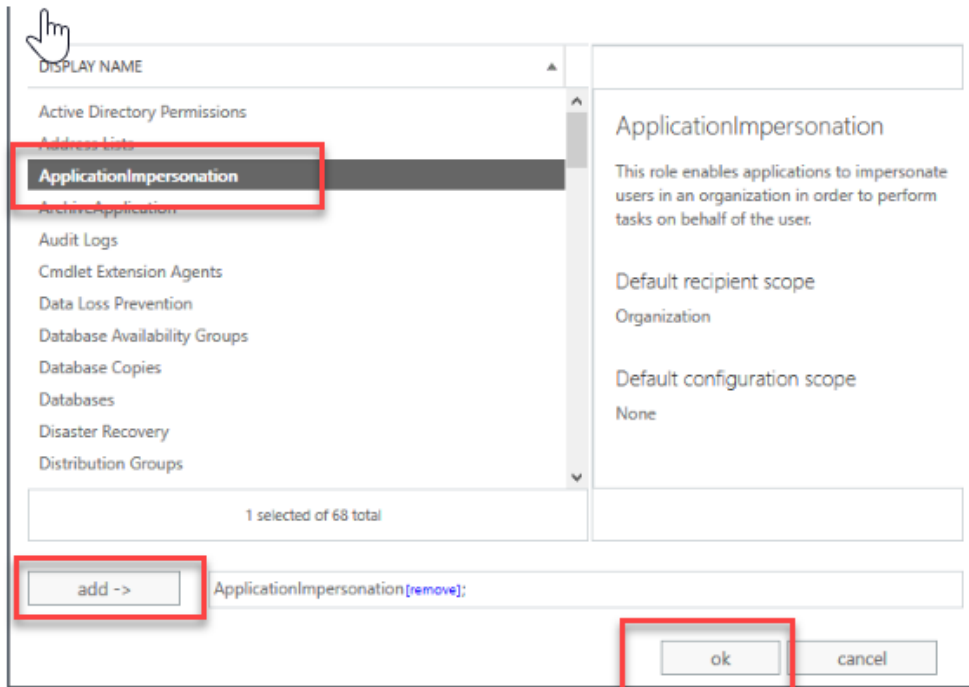 DISPLAY NAME
Active Directory Permissions
Address Lists
ApplicationImpersonation
ArchiveApplication
Audit Logs
Cmdlet Extension Agents
Data Loss Prevention
Database Availability Groups
Database Copies
Databases
Disaster Recovery
Distribution Groups
1 selected of 68 total
ApplicationImpersonation
This role enables applications to impersonate
users in an organization in order to perform
tasks on behalf of the user.
Default recipient scope
Organization
Default configuration scope
None
add ->
ApplicationImpersonation[remove];
ok
cancel